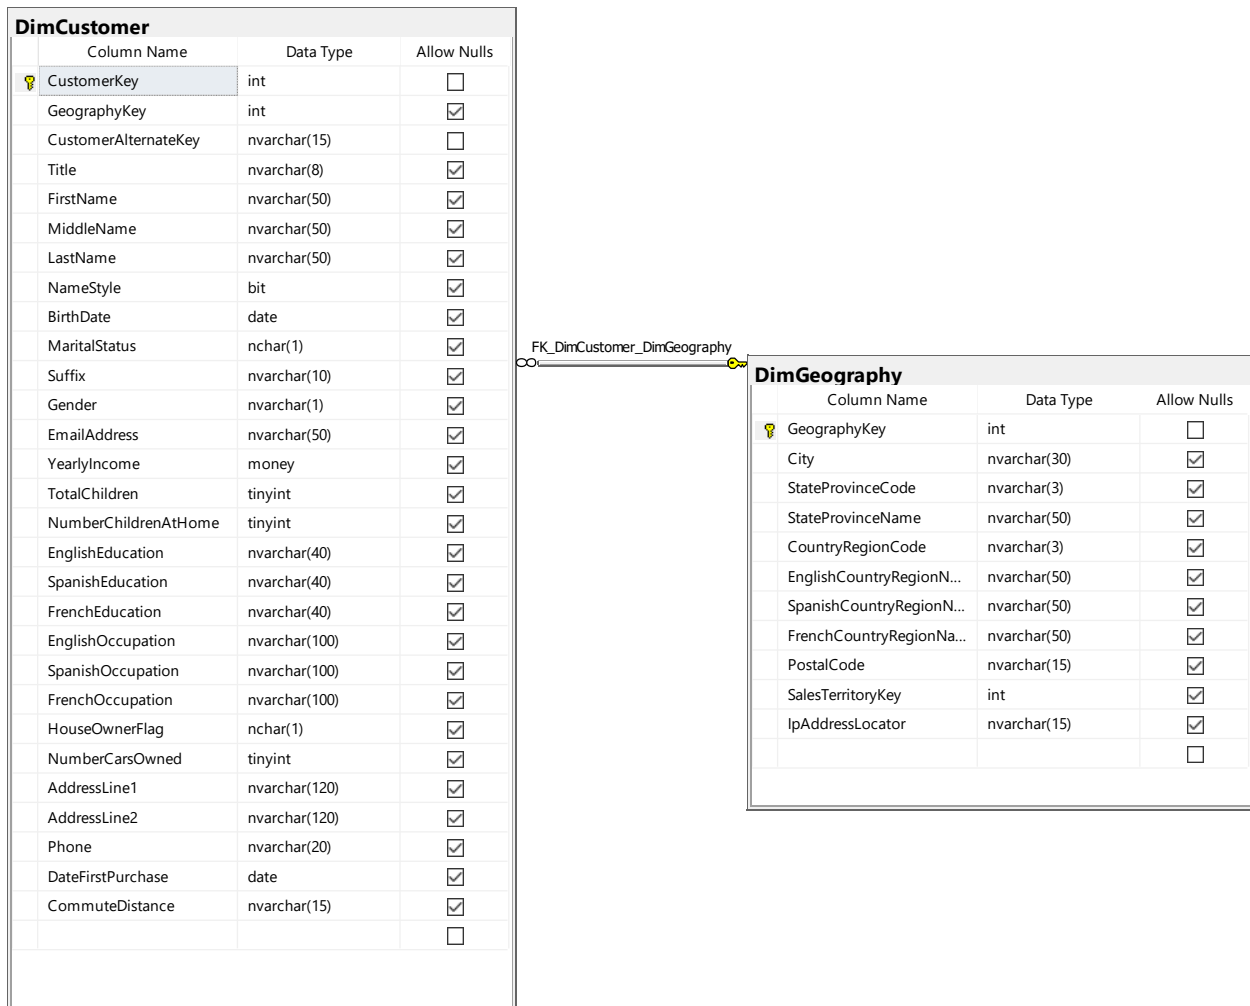 DimCustomer
Column Name Data Type Allow Nulls
CustomerKey int
GeographyKey int
CustomerAlternateKey nvarchar(15)
Title nvarchar(8)
FirstName nvarchar(50)
MiddleName nvarchar(50)
LastName nvarchar(50)
NameStyle bit
BirthDate date
MaritalStatus nchar(1)
Suffix nvarchar(10)
Gender nvarchar(1)
EmailAddress nvarchar(50)
YearlyIncome money
TotalChildren tinyint
NumberChildrenAtHome tinyint
EnglishEducation nvarchar(40)
SpanishEducation nvarchar(40)
FrenchEducation nvarchar(40)
EnglishOccupation nvarchar(100)
SpanishOccupation nvarchar(100)
FrenchOccupation nvarchar(100)
HouseOwnerFlag nchar(1)
NumberCarsOwned tinyint
AddressLine1 nvarchar(120)
AddressLine2 nvarchar(120)
Phone nvarchar(20)
DateFirstPurchase date
CommuteDistance nvarchar(15)
FK_DimCustomer_DimGeography
DimGeography
Column Name Data Type Allow Nulls
GeographyKey int
City nvarchar(30)
StateProvinceCode nvarchar(3)
StateProvinceName nvarchar(50)
CountryRegionCode nvarchar(3)
EnglishCountryRegionN... nvarchar(50)
SpanishCountryRegionN... nvarchar(50)
FrenchCountryRegionNa... nvarchar(50)
PostalCode nvarchar(15)
SalesTerritoryKey int
IpAddressLocator nvarchar(15)